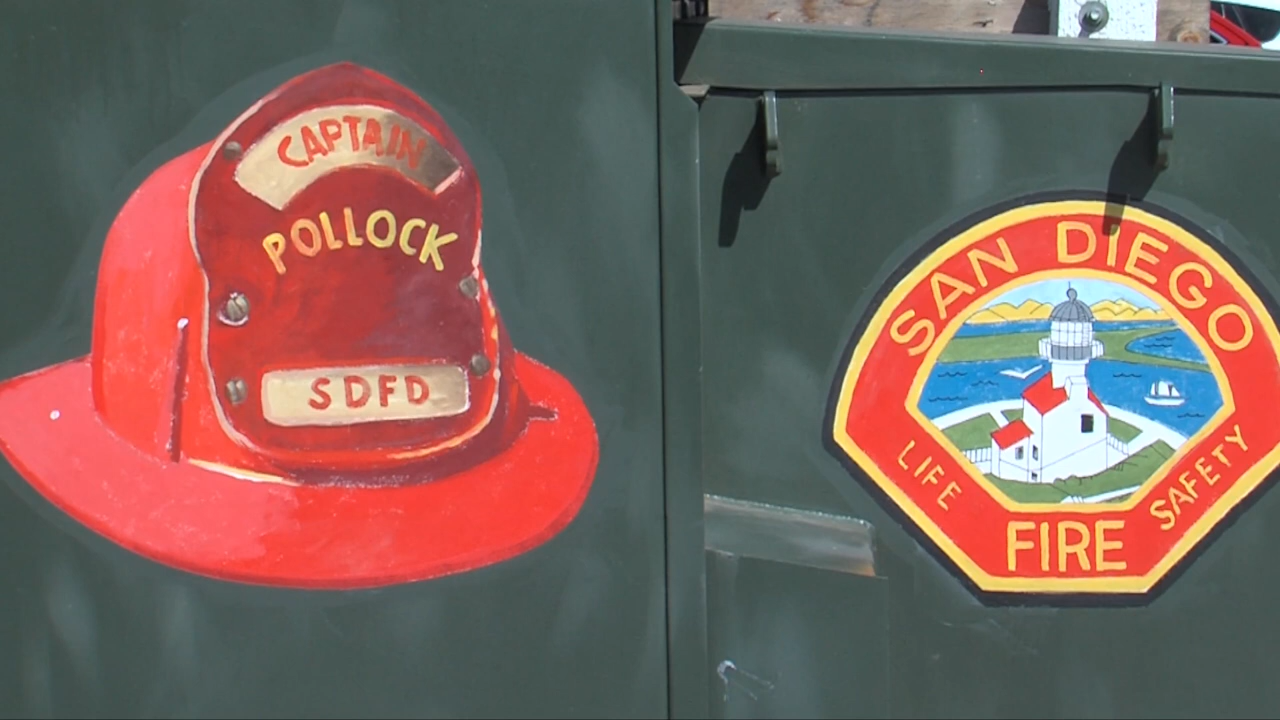 CAPTAIN
POLLOCK
SDFD
SAN DIEGO
LIFE
SAFETY
FIRE